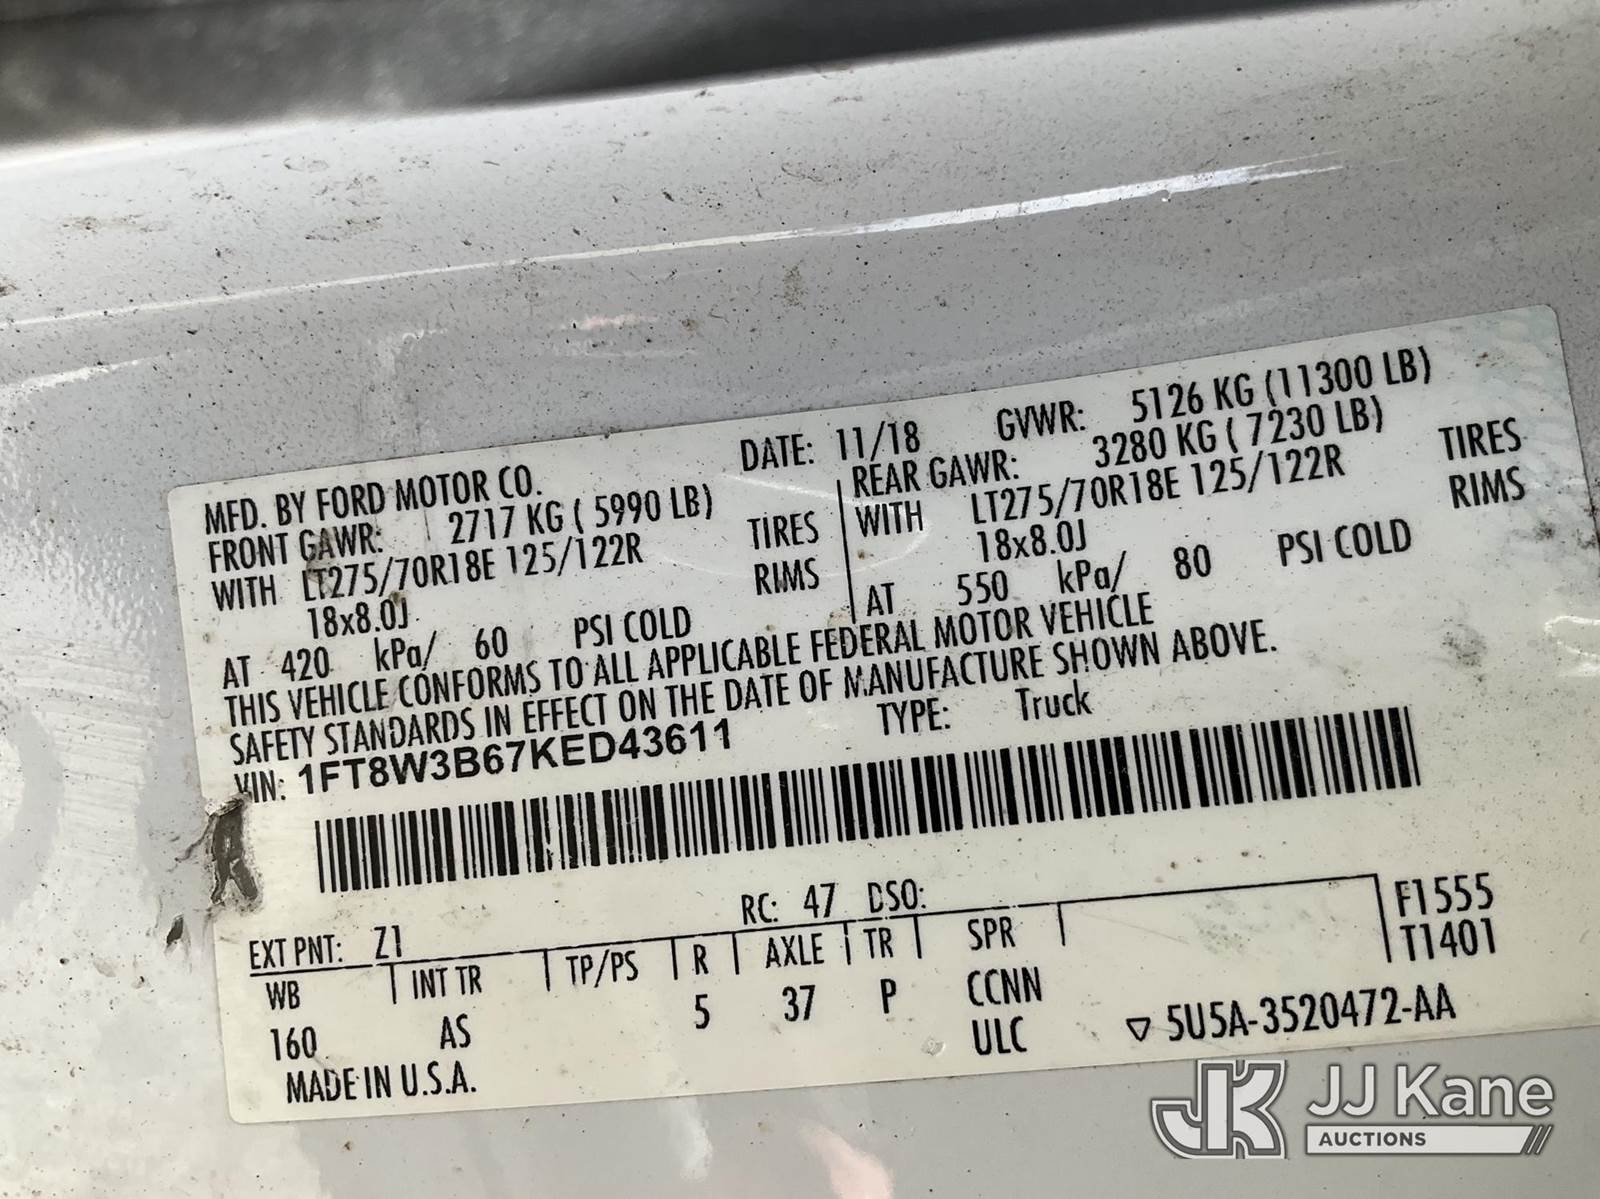 MFD. BY FORD MOTOR CO.
DATE: 11/18 GVWR: 5126 KG (11300 LB)
FRONT GAWR: 2717 KG ( 5990 LB)
WITH LT275/70R18E 125/122R TIRES
18x8.0J RIMS
AT 420 kPa/ 60 PSI COLD
REAR GAWR: 3280 KG ( 7230 LB)
WITH LT275/70R18E 125/122R TIRES
18x8.0J RIMS
AT 550 kPa/ 80 PSI COLD
THIS VEHICLE CONFORMS TO ALL APPLICABLE FEDERAL MOTOR VEHICLE
SAFETY STANDARDS IN EFFECT ON THE DATE OF MANUFACTURE SHOWN ABOVE.
VIN: 1FT8W3B67KED43611 TYPE: Truck
EXT PNT: Z1 RC: 47 DSO:
WB INT TR TP/PS R AXLE TR SPR
160 AS 5 37 P CCNN
ULC
F1555
T1401
MADE IN U.S.A.
▽ 5U5A-3520472-AA
JK JJ Kane
AUCTIONS